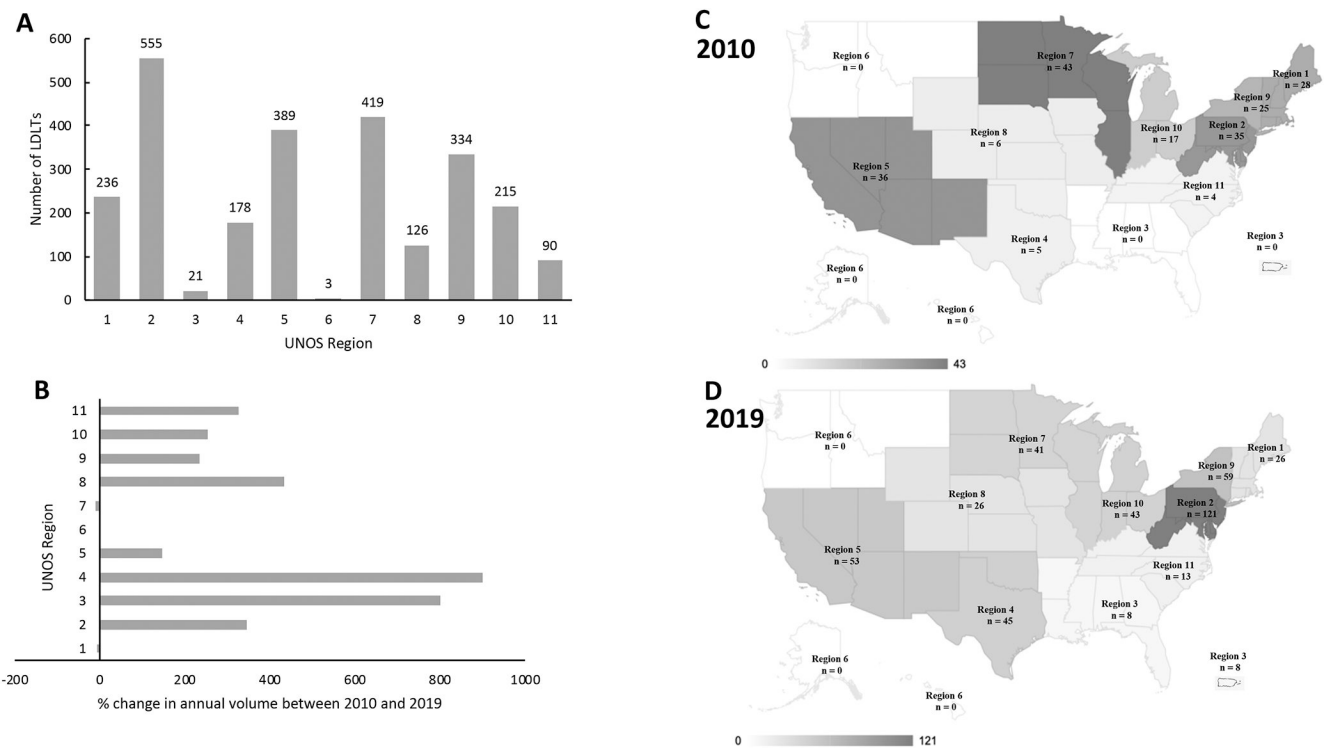 A
600
500
400
300
200
100
0
Number of LDLTs
236
555
21
178
389
3
419
126
334
215
90
1 2 3 4 5 6 7 8 9 10 11
UNOS Region
B
11
10
9
8
7
6
5
4
3
2
1
UNOS Region
-200 0 200 400 600 800 1000
% change in annual volume between 2010 and 2019
C
2010
Region 6
n = 0
Region 7
n = 43
Region 1
n = 28
Region 9
n = 25
Region 2
n = 35
Region 10
n = 17
Region 8
n = 6
Region 5
n = 36
Region 11
n = 4
Region 3
n = 0
Region 4
n = 5
Region 3
n = 0
Region 6
n = 0
Region 6
n = 0
0 43
D
2019
Region 6
n = 0
Region 7
n = 41
Region 1
n = 26
Region 9
n = 59
Region 2
n = 121
Region 10
n = 43
Region 8
n = 26
Region 5
n = 53
Region 11
n = 13
Region 3
n = 8
Region 4
n = 45
Region 3
n = 8
Region 6
n = 0
Region 6
n = 0
0 121